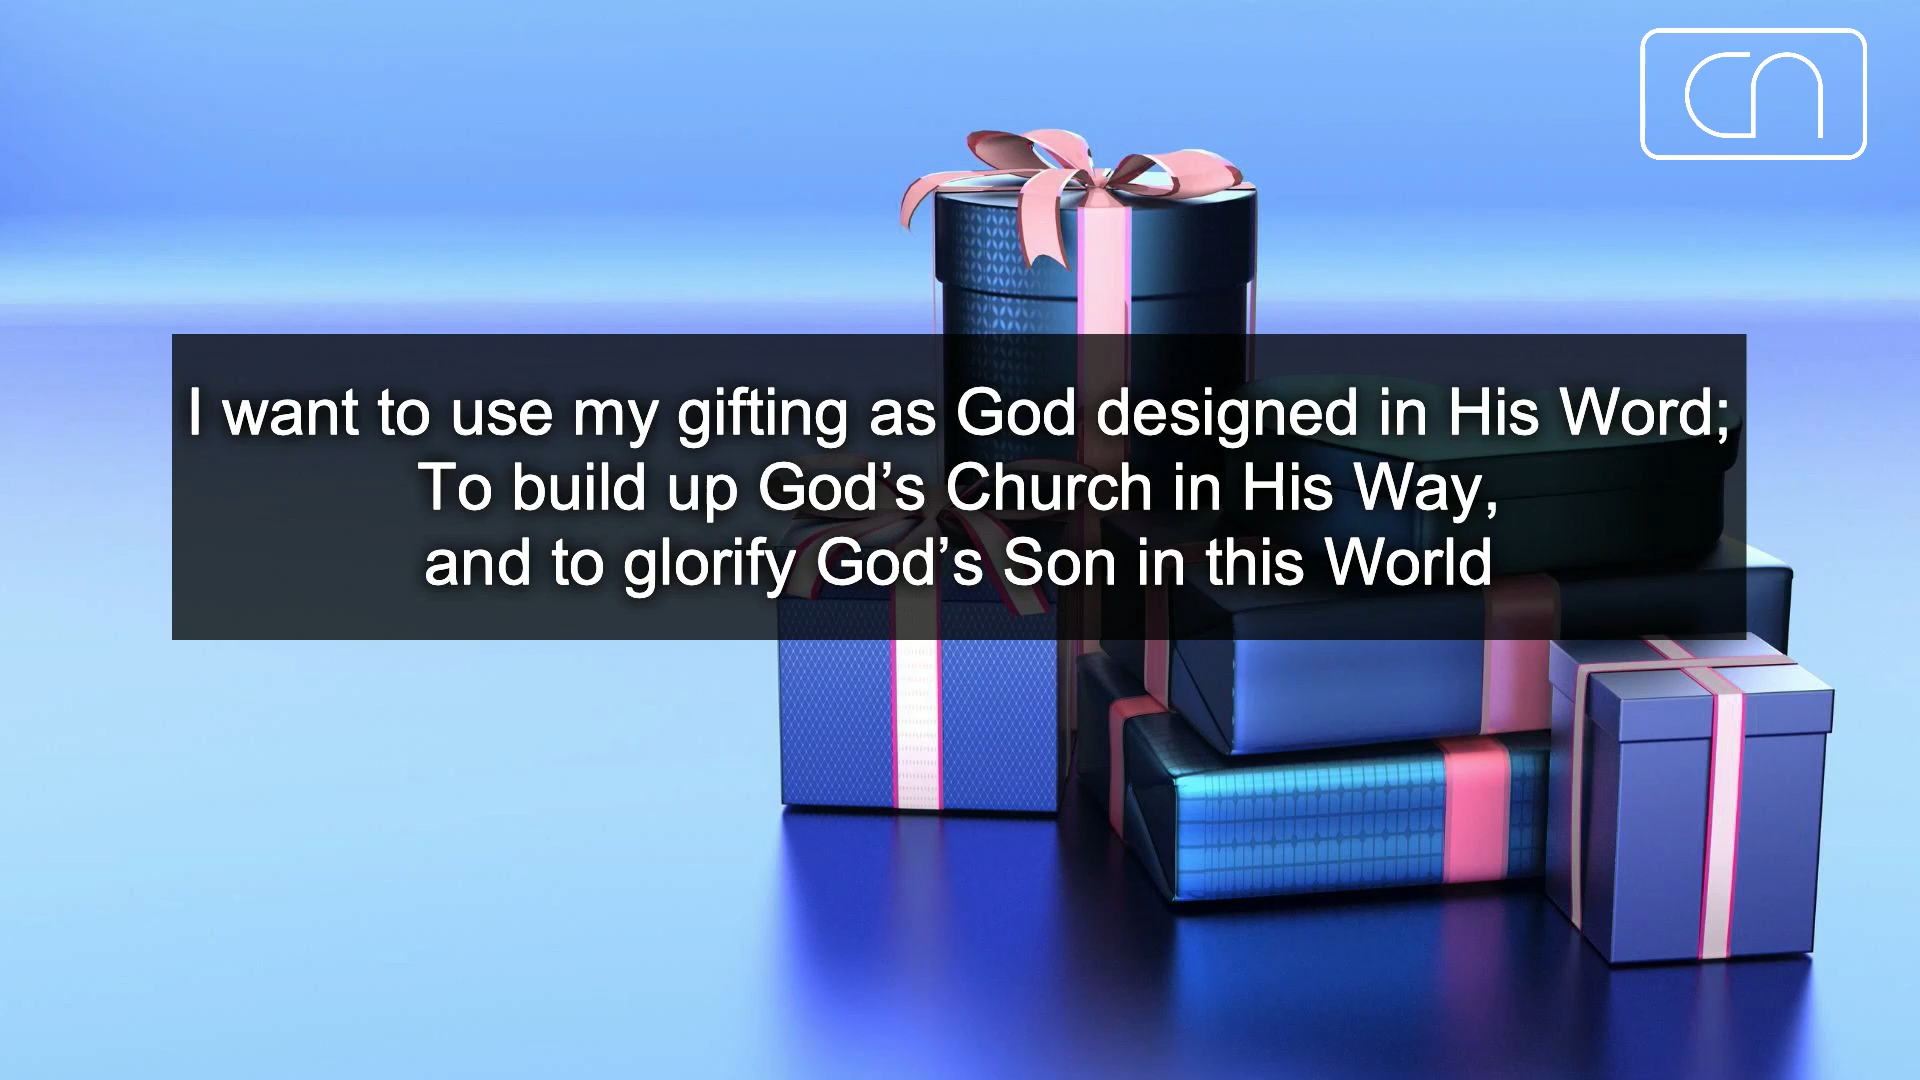 cn
I want to use my gifting as God designed in His Word;
To build up God’s Church in His Way,
and to glorify God’s Son in this World